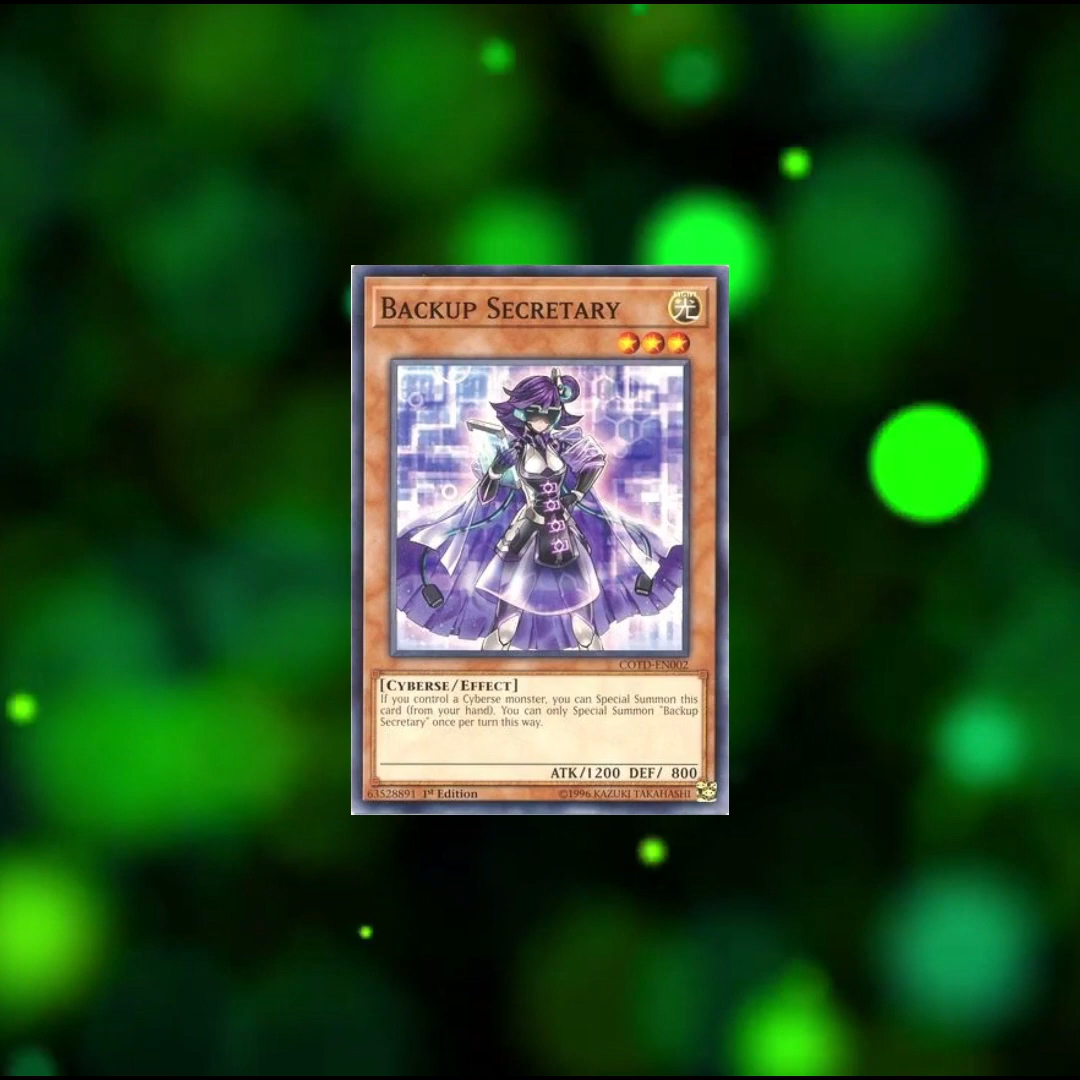 BACKUP SECRETARY
LIGHT
光
COTD-EN002
[CYBERSE/EFFECT]
If you control a Cyberse monster, you can Special Summon this
card (from your hand). You can only Special Summon "Backup
Secretary" once per turn this way.
ATK/1200 DEF/ 800
63528891 1st Edition ©1996 KAZUKI TAKAHASHI